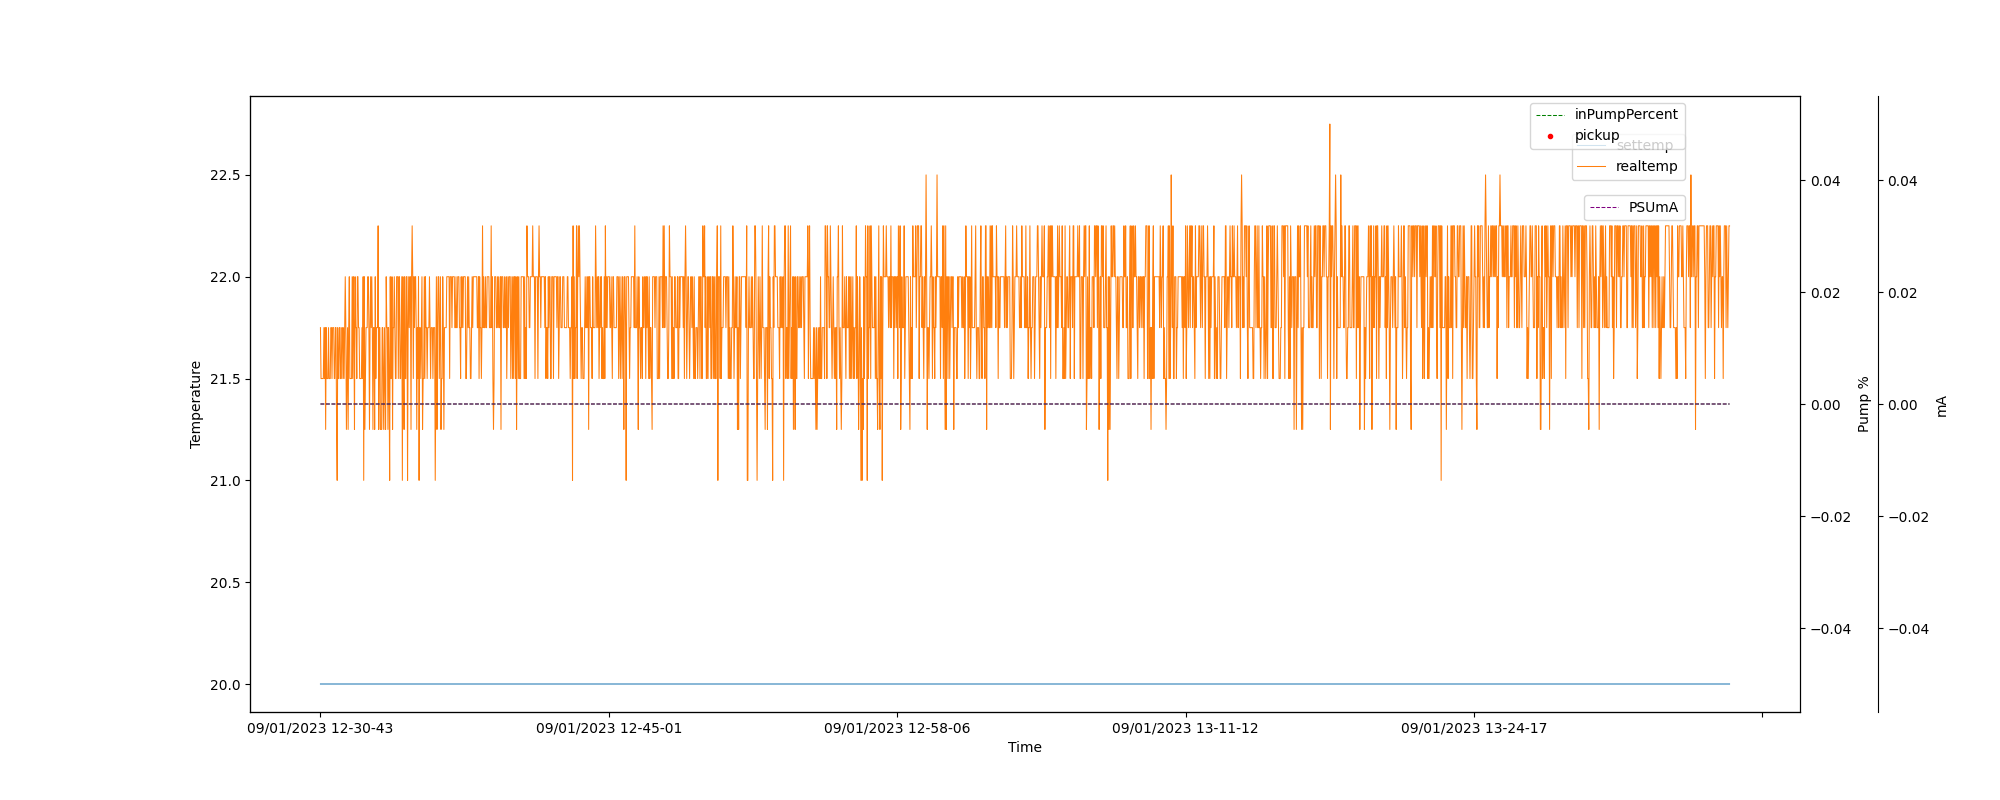 inPumpPercent
pickup
settemp
realtemp
PSUmA
22.5
22.0
21.5
21.0
20.5
20.0
Temperature
0.04
0.02
0.00
−0.02
−0.04
Pump %
0.04
0.02
0.00
−0.02
−0.04
mA
09/01/2023 12-30-43
09/01/2023 12-45-01
09/01/2023 12-58-06
09/01/2023 13-11-12
09/01/2023 13-24-17
Time